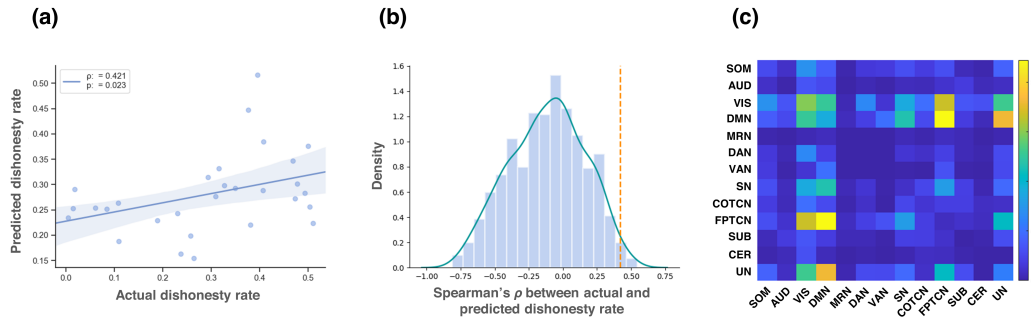 (a)
(b)
(c)
ρ: = 0.421
p: = 0.023
0.50
0.45
0.40
0.35
0.30
0.25
0.20
0.15
Predicted dishonesty rate
0.0 0.1 0.2 0.3 0.4 0.5
Actual dishonesty rate
1.6
1.4
1.2
1.0
0.8
0.6
0.4
0.2
0.0
Density
−1.00 −0.75 −0.50 −0.25 0.00 0.25 0.50 0.75
Spearman's ρ between actual and
predicted dishonesty rate
SOM
AUD
VIS
DMN
MRN
DAN
VAN
SN
COTCN
FPTCN
SUB
CER
UN
SOM AUD VIS DMN MRN DAN VAN SN COTCN FPTCN SUB CER UN